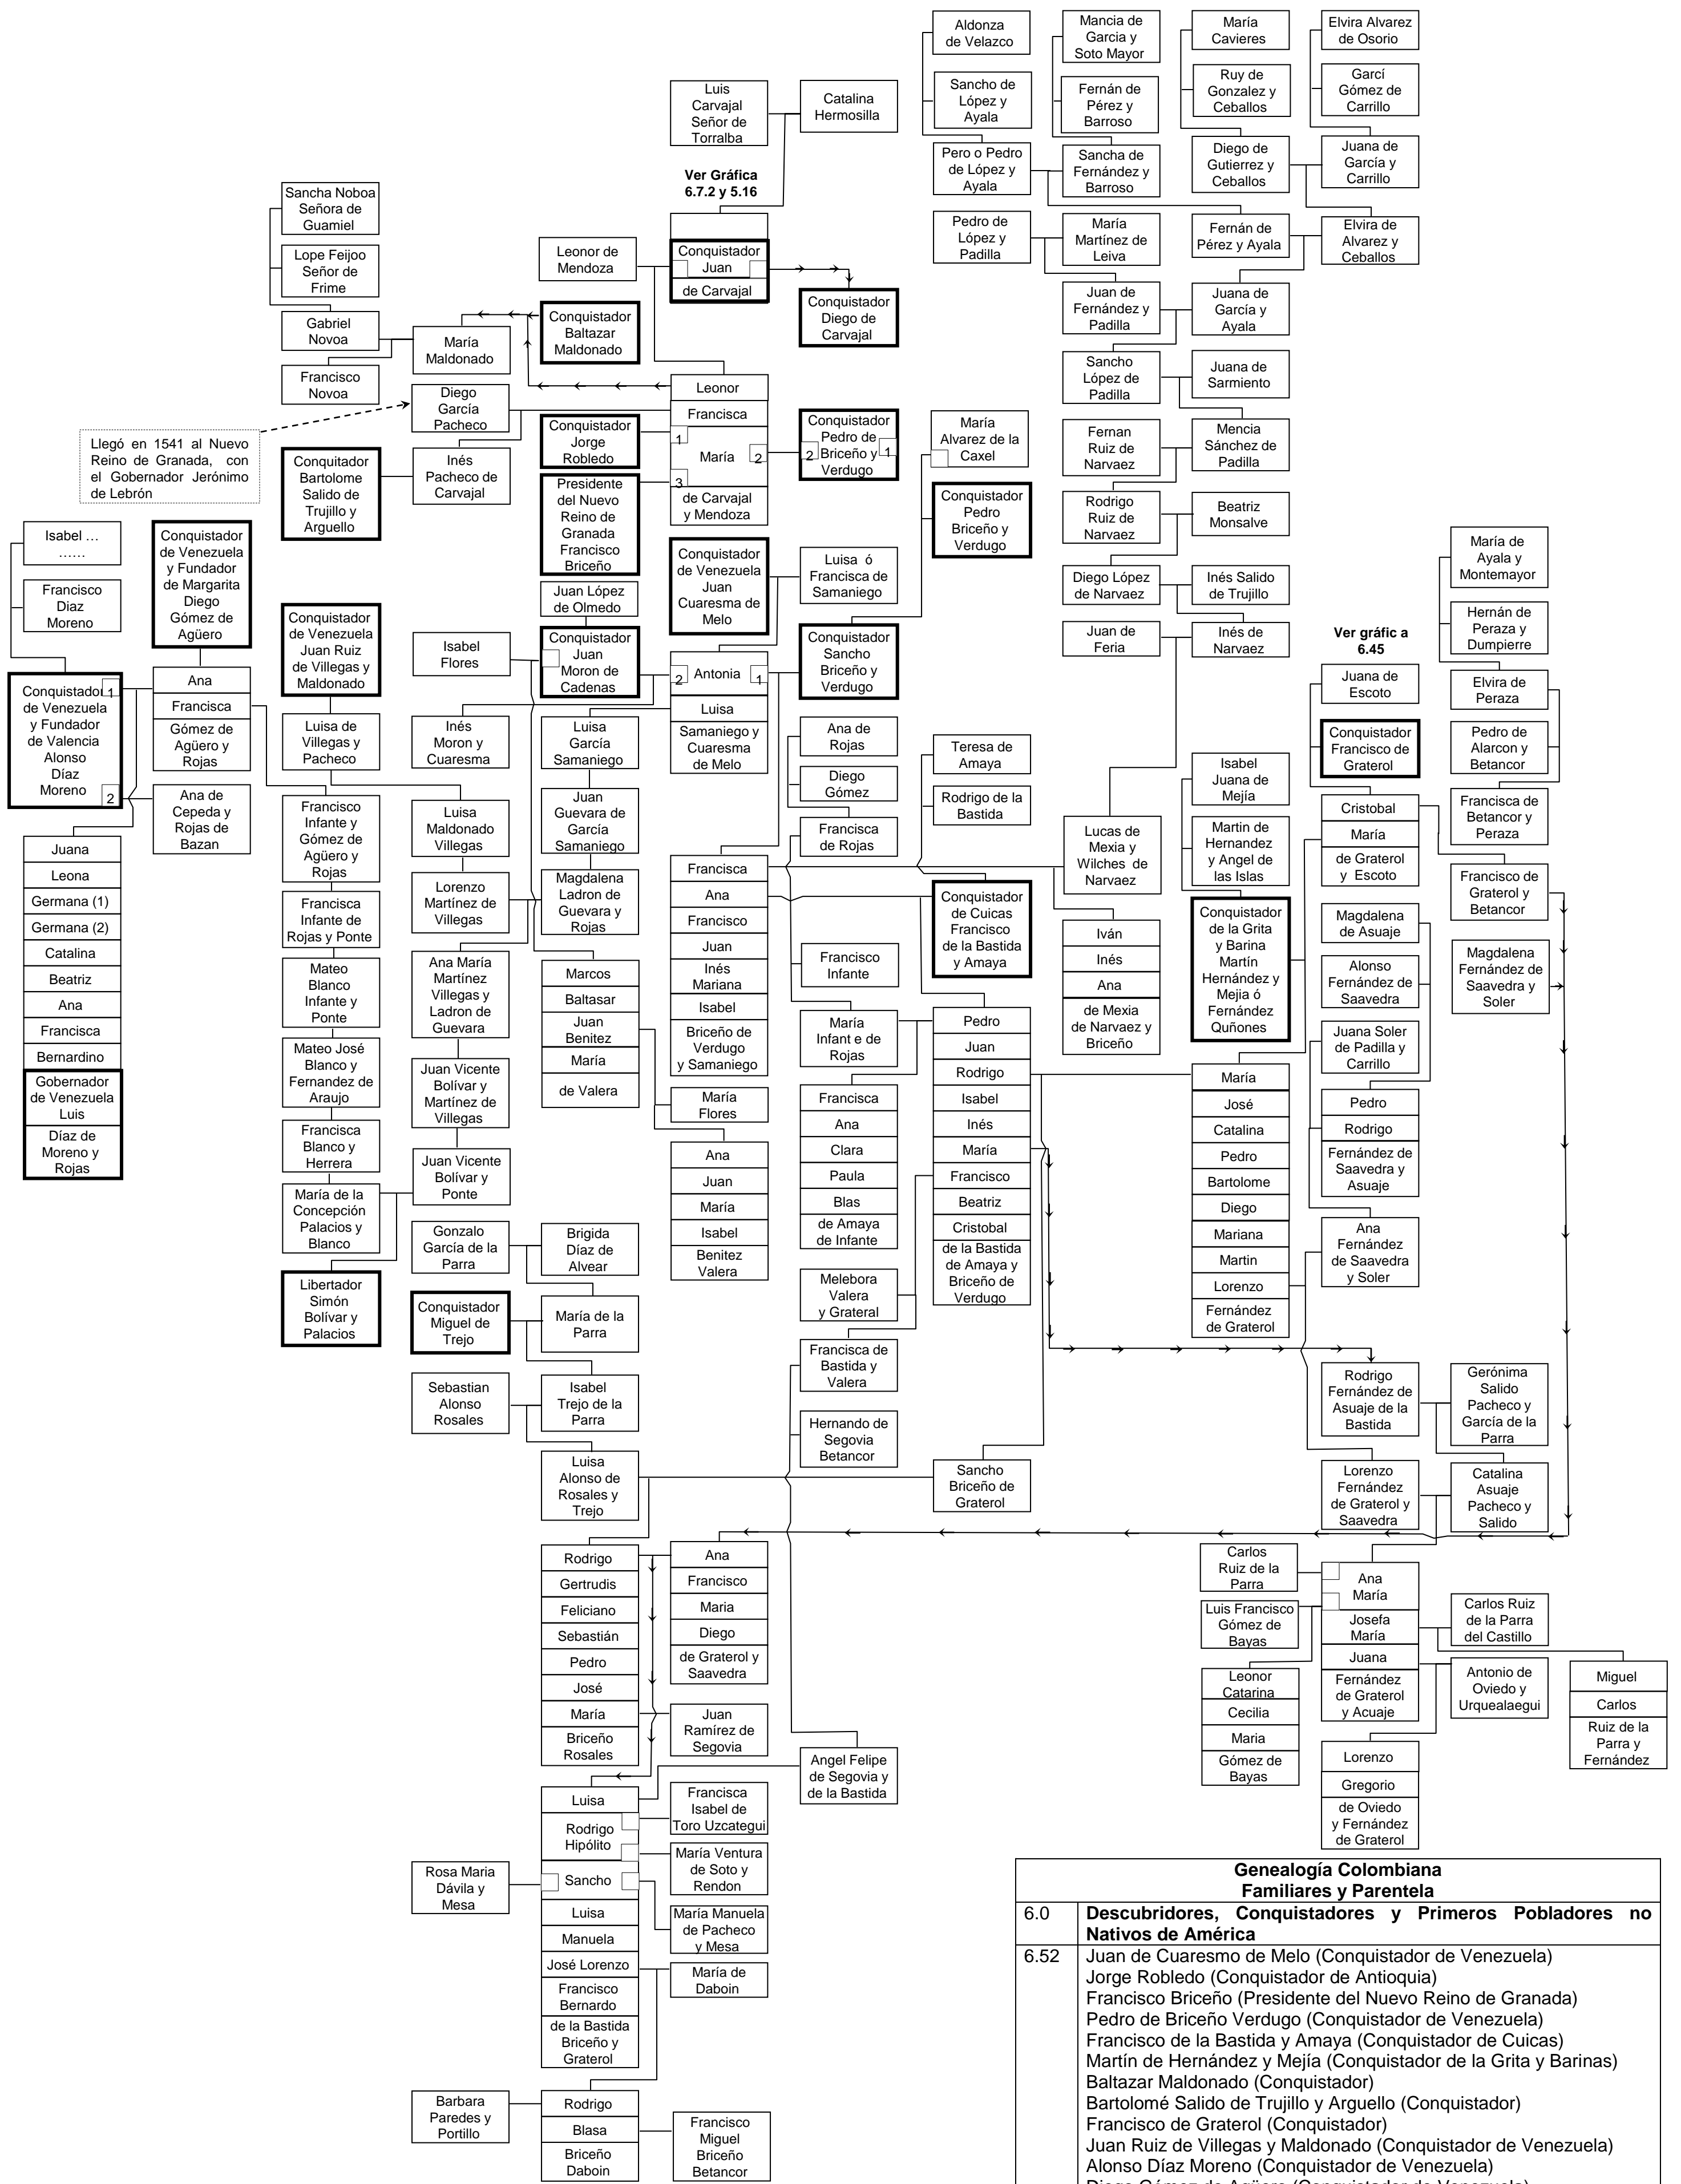 Aldonza
de Velazco
Mancia de
Garcia y
Soto Mayor
María
Cavieres
Elvira Alvarez
de Osorio
Luis
Carvajal
Señor de
Torralba
Catalina
Hermosilla
Sancho de
López y
Ayala
Fernán de
Pérez y
Barroso
Ruy de
Gonzalez y
Ceballos
Garcí
Gómez de
Carrillo
Pero o Pedro
de López y
Ayala
Sancha de
Fernández y
Barroso
Diego de
Gutierrez y
Ceballos
Juana de
García y
Carrillo
Ver Gráfica
6.7.2 y 5.16
Sancha Noboa
Señora de
Guamiel
Lope Feijoo
Señor de
Frime
Gabriel
Novoa
Francisco
Novoa
María
Maldonado
Leonor de
Mendoza
Conquistador
Juan
de Carvajal
Conquistador
Diego de
Carvajal
Conquistador
Baltazar
Maldonado
Pedro de
López y
Padilla
María
Martínez de
Leiva
Fernán de
Pérez y Ayala
Elvira de
Alvarez y
Ceballos
Juan de
Fernández y
Padilla
Juana de
García y
Ayala
Sancho
López de
Padilla
Juana de
Sarmiento
Fernan
Ruiz de
Narvaez
Mencia
Sánchez de
Padilla
Rodrigo
Ruiz de
Narvaez
Beatriz
Monsalve
Diego López
de Narvaez
Inés Salido
de Trujillo
Juan de
Feria
Inés de
Narvaez
Diego
García
Pacheco
Llegó en 1541 al Nuevo
Reino de Granada, con
el Gobernador Jerónimo
de Lebrón
Conquitador
Bartolome
Salido de
Trujillo y
Arguello
Inés
Pacheco de
Carvajal
Leonor
Francisca
1
María
2
3
de Carvajal
y Mendoza
Conquistador
Jorge
Robledo
Presidente
del Nuevo
Reino de
Granada
Francisco
Briceño
Conquistador
Pedro de
2 Briceño y 1
Verdugo
María
Alvarez de la
Caxel
Conquistador
Pedro
Briceño y
Verdugo
Isabel …
……
Francisco
Diaz
Moreno
Conquistador
de Venezuela
y Fundador
de Margarita
Diego
Gómez de
Agüero
Conquistador
de Venezuela
Juan Ruiz
de Villegas y
Maldonado
Juan López
de Olmedo
Conquistador
Juan
Moron de
Cadenas
Isabel
Flores
Conquistador
de Venezuela
Juan
Cuaresma de
Melo
Luisa ó
Francisca de
Samaniego
Conquistador
Sancho
Briceño y
Verdugo
2 Antonia 1
Luisa
Samaniego y
Cuaresma
de Melo
Conquistador 1
de Venezuela
y Fundador
de Valencia
Alonso
Díaz
Moreno
2
Ana
Francisca
Gómez de
Agüero y
Rojas
Ana de
Cepeda y
Rojas de
Bazan
Juana
Leona
Germana (1)
Germana (2)
Catalina
Beatriz
Ana
Francisca
Bernardino
Gobernador
de Venezuela
Luis
Díaz de
Moreno y
Rojas
Luisa de
Villegas y
Pacheco
Francisco
Infante y
Gómez de
Agüero y
Rojas
Francisca
Infante de
Rojas y Ponte
Mateo
Blanco
Infante y
Ponte
Mateo José
Blanco y
Fernandez de
Araujo
Francisca
Blanco y
Herrera
María de la
Concepción
Palacios y
Blanco
Libertador
Simón
Bolívar y
Palacios
Inés
Moron y
Cuaresma
Luisa
Maldonado
Villegas
Lorenzo
Martínez de
Villegas
Ana María
Martínez
Villegas y
Ladron de
Guevara
Juan Vicente
Bolívar y
Martínez de
Villegas
Juan Vicente
Bolívar y
Ponte
Luisa
García
Samaniego
Juan
Guevara de
García
Samaniego
Magdalena
Ladron de
Guevara y
Rojas
Marcos
Baltasar
Juan
Benitez
María
de Valera
María
Flores
Ana
Juan
María
Isabel
Benitez
Valera
Ana de
Rojas
Diego
Gómez
Francisca
de Rojas
Francisca
Ana
Francisco
Juan
Inés
Mariana
Isabel
Briceño de
Verdugo
y Samaniego
Teresa de
Amaya
Rodrigo de la
Bastida
Conquistador
de Cuicas
Francisco
de la Bastida
y Amaya
Francisco
Infante
María
Infant e de
Rojas
Francisca
Ana
Clara
Paula
Blas
de Amaya
de Infante
Pedro
Juan
Rodrigo
Isabel
Inés
María
Francisco
Beatriz
Cristobal
de la Bastida
de Amaya y
Briceño de
Verdugo
Lucas de
Mexia y
Wilches de
Narvaez
Iván
Inés
Ana
de Mexia
de Narvaez y
Briceño
Isabel
Juana de
Mejía
Martin de
Hernandez
y Angel de
las Islas
Conquistador
de la Grita
y Barina
Martín
Hernández y
Mejia ó
Fernández
Quñones
María
José
Catalina
Pedro
Bartolome
Diego
Mariana
Martin
Lorenzo
Fernández
de Graterol
Ver gráfic a
6.45
Juana de
Escoto
Conquistador
Francisco de
Graterol
Cristobal
María
de Graterol
y Escoto
María de
Ayala y
Montemayor
Hernán de
Peraza y
Dumpierre
Elvira de
Peraza
Pedro de
Alarcon y
Betancor
Francisca de
Betancor y
Peraza
Francisco de
Graterol y
Betancor
Magdalena
Fernández de
Saavedra y
Soler
Magdalena
de Asuaje
Alonso
Fernández de
Saavedra
Juana Soler
de Padilla y
Carrillo
Pedro
Rodrigo
Fernández de
Saavedra y
Asuaje
Ana
Fernández
de Saavedra
y Soler
Gonzalo
García de la
Parra
Brigida
Díaz de
Alvear
Conquistador
Miguel de
Trejo
María de la
Parra
Sebastian
Alonso
Rosales
Isabel
Trejo de la
Parra
Luisa
Alonso de
Rosales y
Trejo
Melebora
Valera
y Grateral
Francisca de
Bastida y
Valera
Hernando de
Segovia
Betancor
Sancho
Briceño de
Graterol
Rodrigo
Fernández de
Asuaje de la
Bastida
Gerónima
Salido
Pacheco y
García de la
Parra
Lorenzo
Fernández
de Graterol y
Saavedra
Catalina
Asuaje
Pacheco y
Salido
Rodrigo
Gertrudis
Feliciano
Sebastián
Pedro
José
María
Briceño
Rosales
Ana
Francisco
Maria
Diego
de Graterol y
Saavedra
Juan
Ramírez de
Segovia
Angel Felipe
de Segovia y
de la Bastida
Carlos
Ruiz de la
Parra
Luis Francisco
Gómez de
Bayas
Ana
María
Josefa
María
Juana
Fernández
de Graterol
y Acuaje
Carlos Ruiz
de la Parra
del Castillo
Antonio de
Oviedo y
Urquealaegui
Miguel
Carlos
Ruiz de la
Parra y
Fernández
Leonor
Catarina
Cecilia
Maria
Gómez de
Bayas
Lorenzo
Gregorio
de Oviedo
y Fernández
de Graterol
Luisa
Rodrigo
Hipólito
Sancho
Luisa
Manuela
José Lorenzo
Francisco
Bernardo
de la Bastida
Briceño y
Graterol
Francisca
Isabel de
Toro Uzcategui
María Ventura
de Soto y
Rendon
María Manuela
de Pacheco
y Mesa
Rosa Maria
Dávila y
Mesa
María de
Daboin
Barbara
Paredes y
Portillo
Rodrigo
Blasa
Briceño
Daboin
Francisco
Miguel
Briceño
Betancor
Genealogía Colombiana
Familiares y Parentela
6.0 Descubridores, Conquistadores y Primeros Pobladores no
Nativos de América
6.52 Juan de Cuaresmo de Melo (Conquistador de Venezuela)
Jorge Robledo (Conquistador de Antioquia)
Francisco Briceño (Presidente del Nuevo Reino de Granada)
Pedro de Briceño Verdugo (Conquistador de Venezuela)
Francisco de la Bastida y Amaya (Conquistador de Cuicas)
Martín de Hernández y Mejía (Conquistador de la Grita y Barinas)
Baltazar Maldonado (Conquistador)
Bartolomé Salido de Trujillo y Arguello (Conquistador)
Francisco de Graterol (Conquistador)
Juan Ruiz de Villegas y Maldonado (Conquistador de Venezuela)
Alonso Díaz Moreno (Conquistador de Venezuela)
Diego Gómez de Agüero (Conquistador de Venezuela)